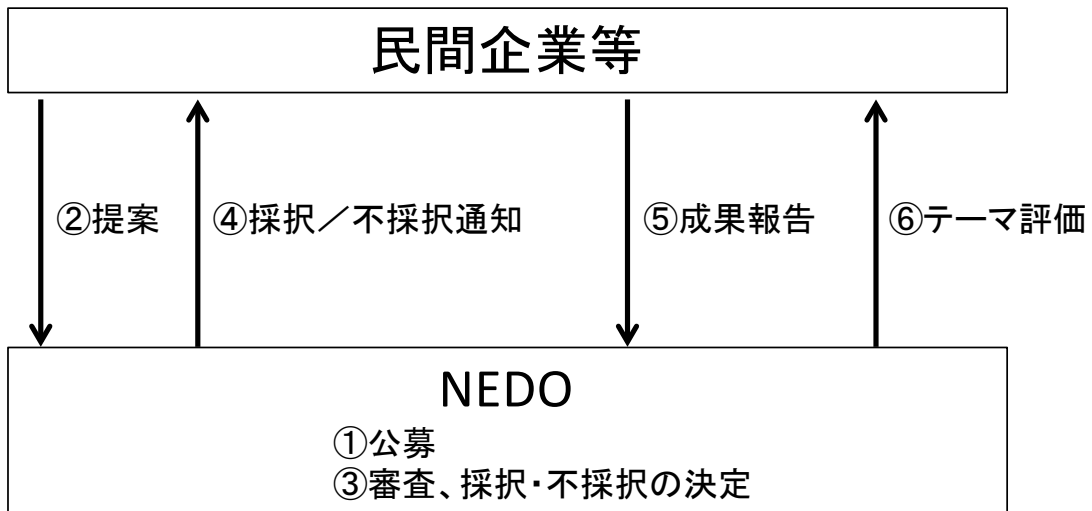 民間企業等
②提案
④採択／不採択通知
⑤成果報告
⑥テーマ評価
NEDO
①公募
③審査、採択・不採択の決定